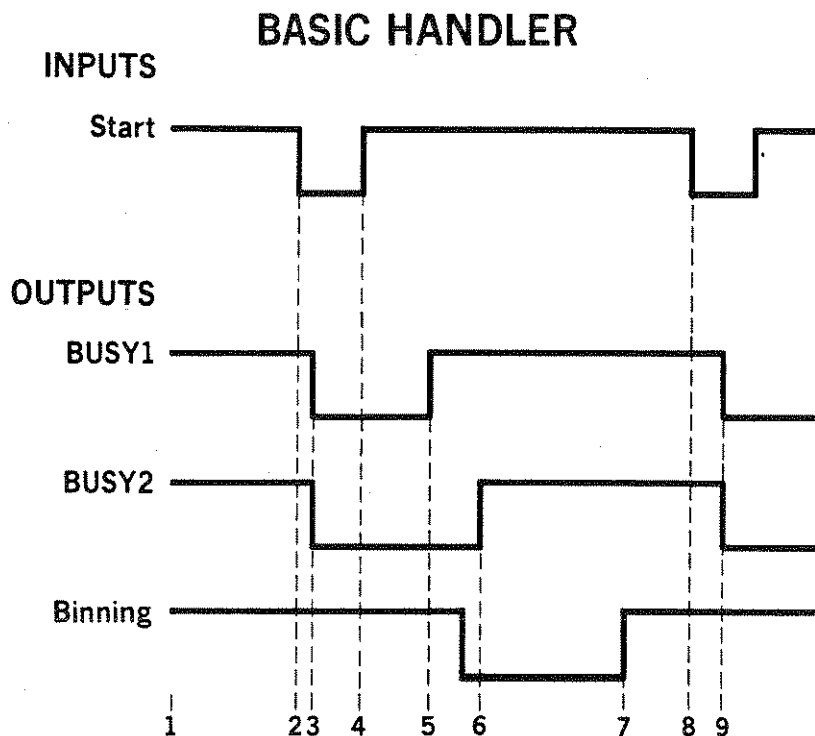 BASIC HANDLER
INPUTS
Start
OUTPUTS
BUSY1
BUSY2
Binning
1 2 3 4 5 6 7 8 9